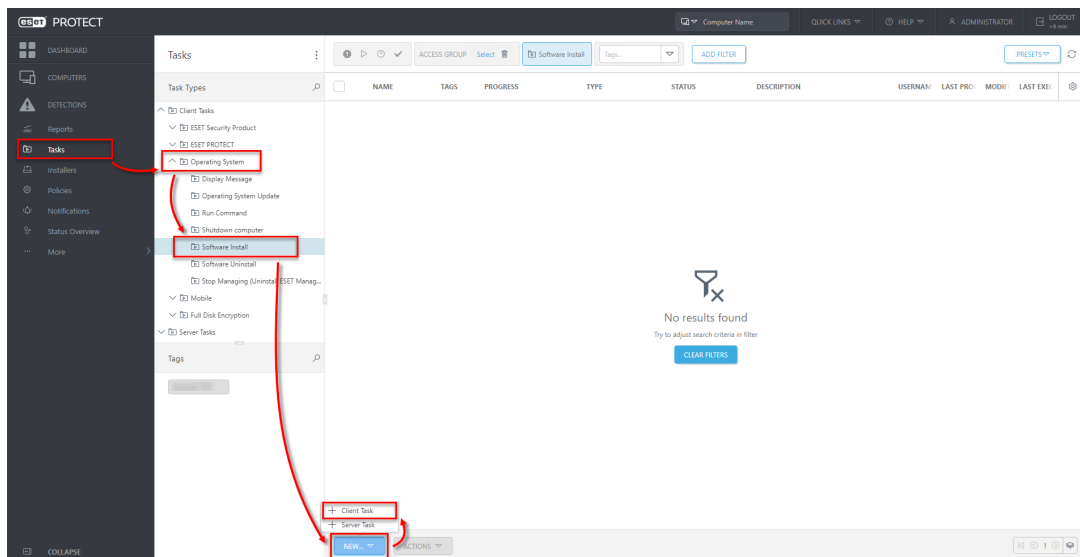 eset PROTECT
Computer Name
QUICK LINKS
HELP
ADMINISTRATOR
LOGOUT
>9 min
DASHBOARD
COMPUTERS
DETECTIONS
Reports
Tasks
Installers
Policies
Notifications
Status Overview
More
COLLAPSE
Tasks
Task Types
Client Tasks
ESET Security Product
ESET PROTECT
Operating System
Display Message
Operating System Update
Run Command
Shutdown computer
Software Install
Software Uninstall
Stop Managing (Uninstall ESET Manag...
Mobile
Full Disk Encryption
Server Tasks
Tags
ACCESS GROUP Select
Software Install
Tags...
ADD FILTER
PRESETS
NAME TAGS PROGRESS TYPE STATUS DESCRIPTION USERNAM LAST PRO MODIFI LAST EXEC
No results found
Try to adjust search criteria in filter
CLEAR FILTERS
Client Task
Server Task
NEW...
ACTIONS
1